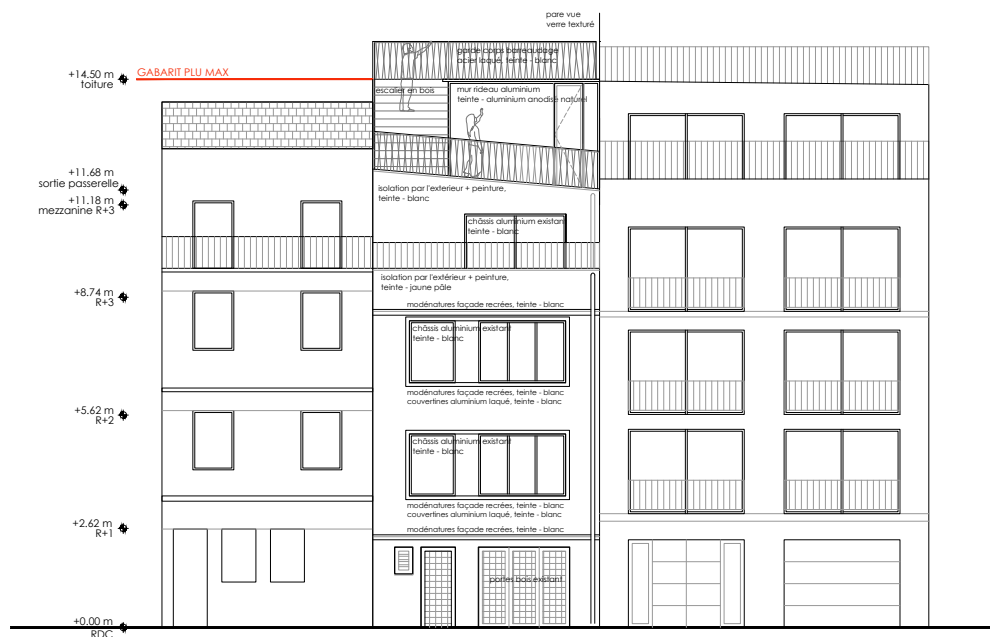 pare vue
verre texturé
garde corps barreaudage
acier laqué, teinte - blanc
GABARIT PLU MAX
+14.50 m
toiture
escalier en bois
mur rideau aluminium
teinte - aluminium anodisé naturel
+11.68 m
sortie passerelle
+11.18 m
mezzanine R+3
isolation par l'exterieur + peinture,
teinte - blanc
châssis aluminium existant
teinte - blanc
isolation par l'extérieur + peinture,
teinte - jaune pâle
+8.74 m
R+3
modénatures façade recrées, teinte - blanc
châssis aluminium existant
teinte - blanc
modénatures façade recrées, teinte - blanc
couvertines aluminium laqué, teinte - blanc
+5.62 m
R+2
châssis aluminium existant
teinte - blanc
modénatures façade recrées, teinte - blanc
couvertines aluminium laqué, teinte - blanc
+2.62 m
R+1
modénatures façade recrées, teinte - blanc
portes bois existant
+0.00 m
RDC